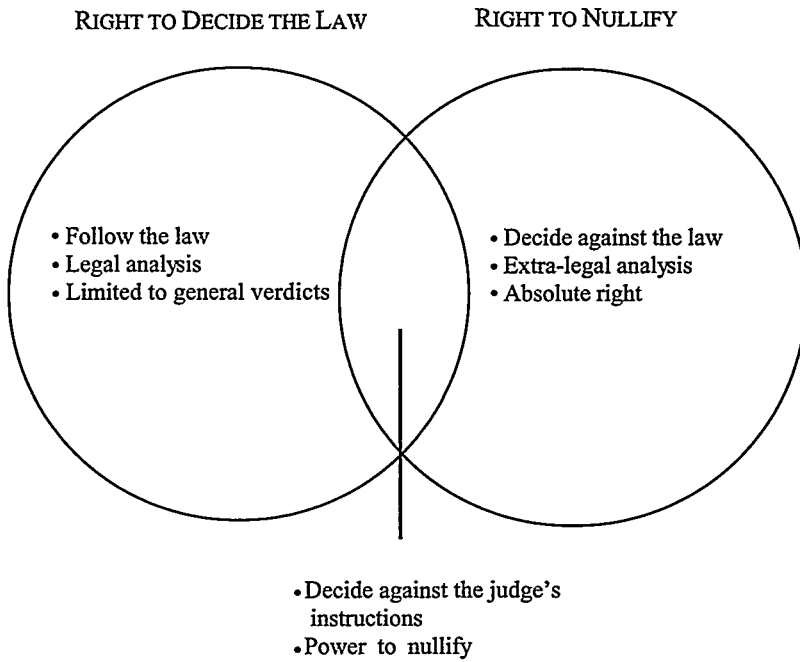 RIGHT TO DECIDE THE LAW
RIGHT TO NULLIFY
• Follow the law
• Legal analysis
• Limited to general verdicts
• Decide against the law
• Extra-legal analysis
• Absolute right
• Decide against the judge's
instructions
• Power to nullify